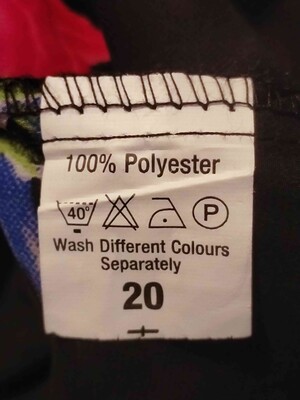 100% Polyester
40° P
Wash Different Colours
Separately
20